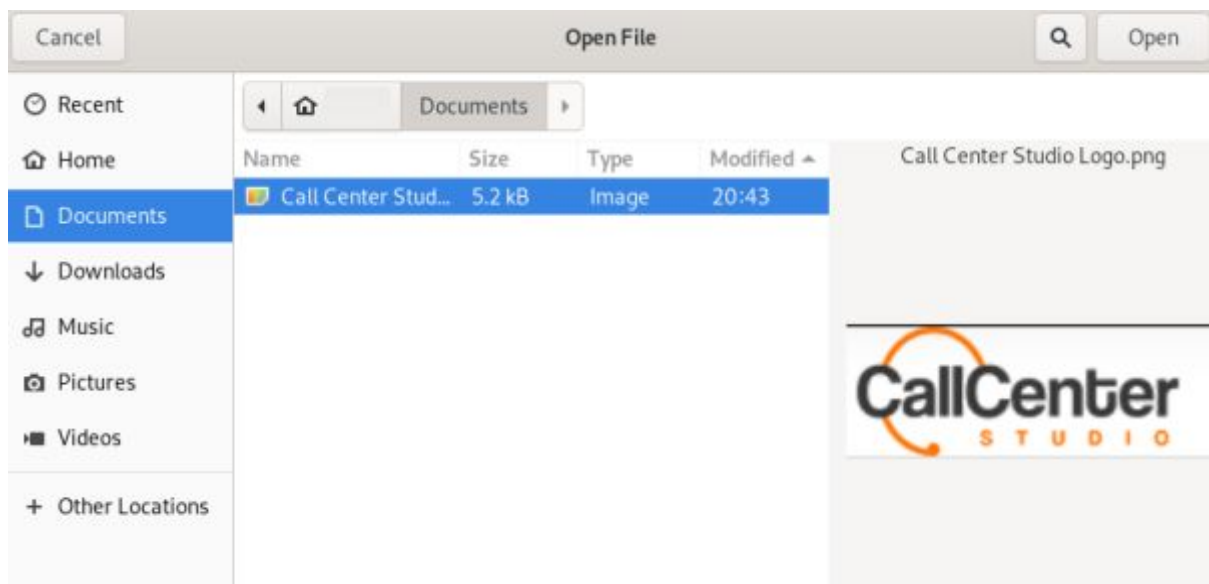 Cancel Open File Open
Recent
Documents
Home
Name Size Type Modified
Call Center Studio Logo.png
Call Center Stud... 5.2 kB Image 20:43
Documents
Downloads
Music
Pictures
Videos
+ Other Locations
CallCenter
STUDIO